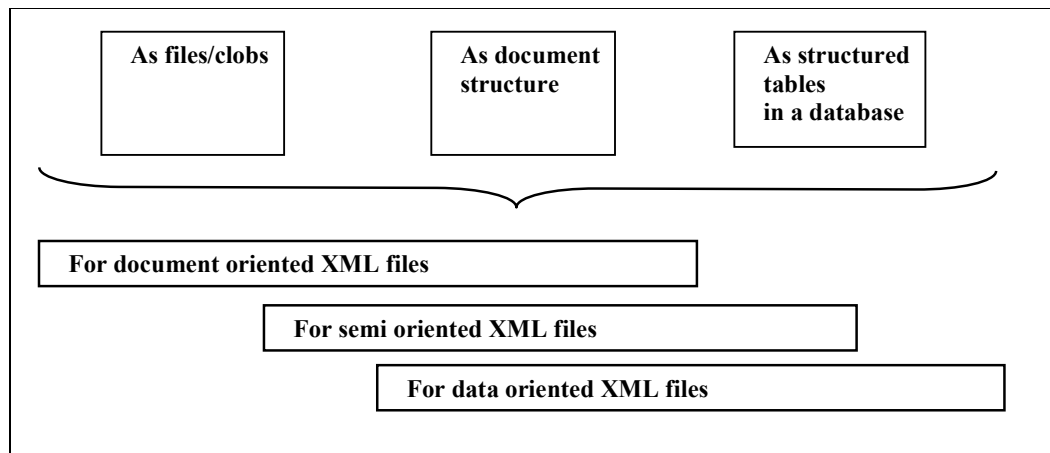 As files/clobs
As document
structure
As structured
tables
in a database
For document oriented XML files
For semi oriented XML files
For data oriented XML files